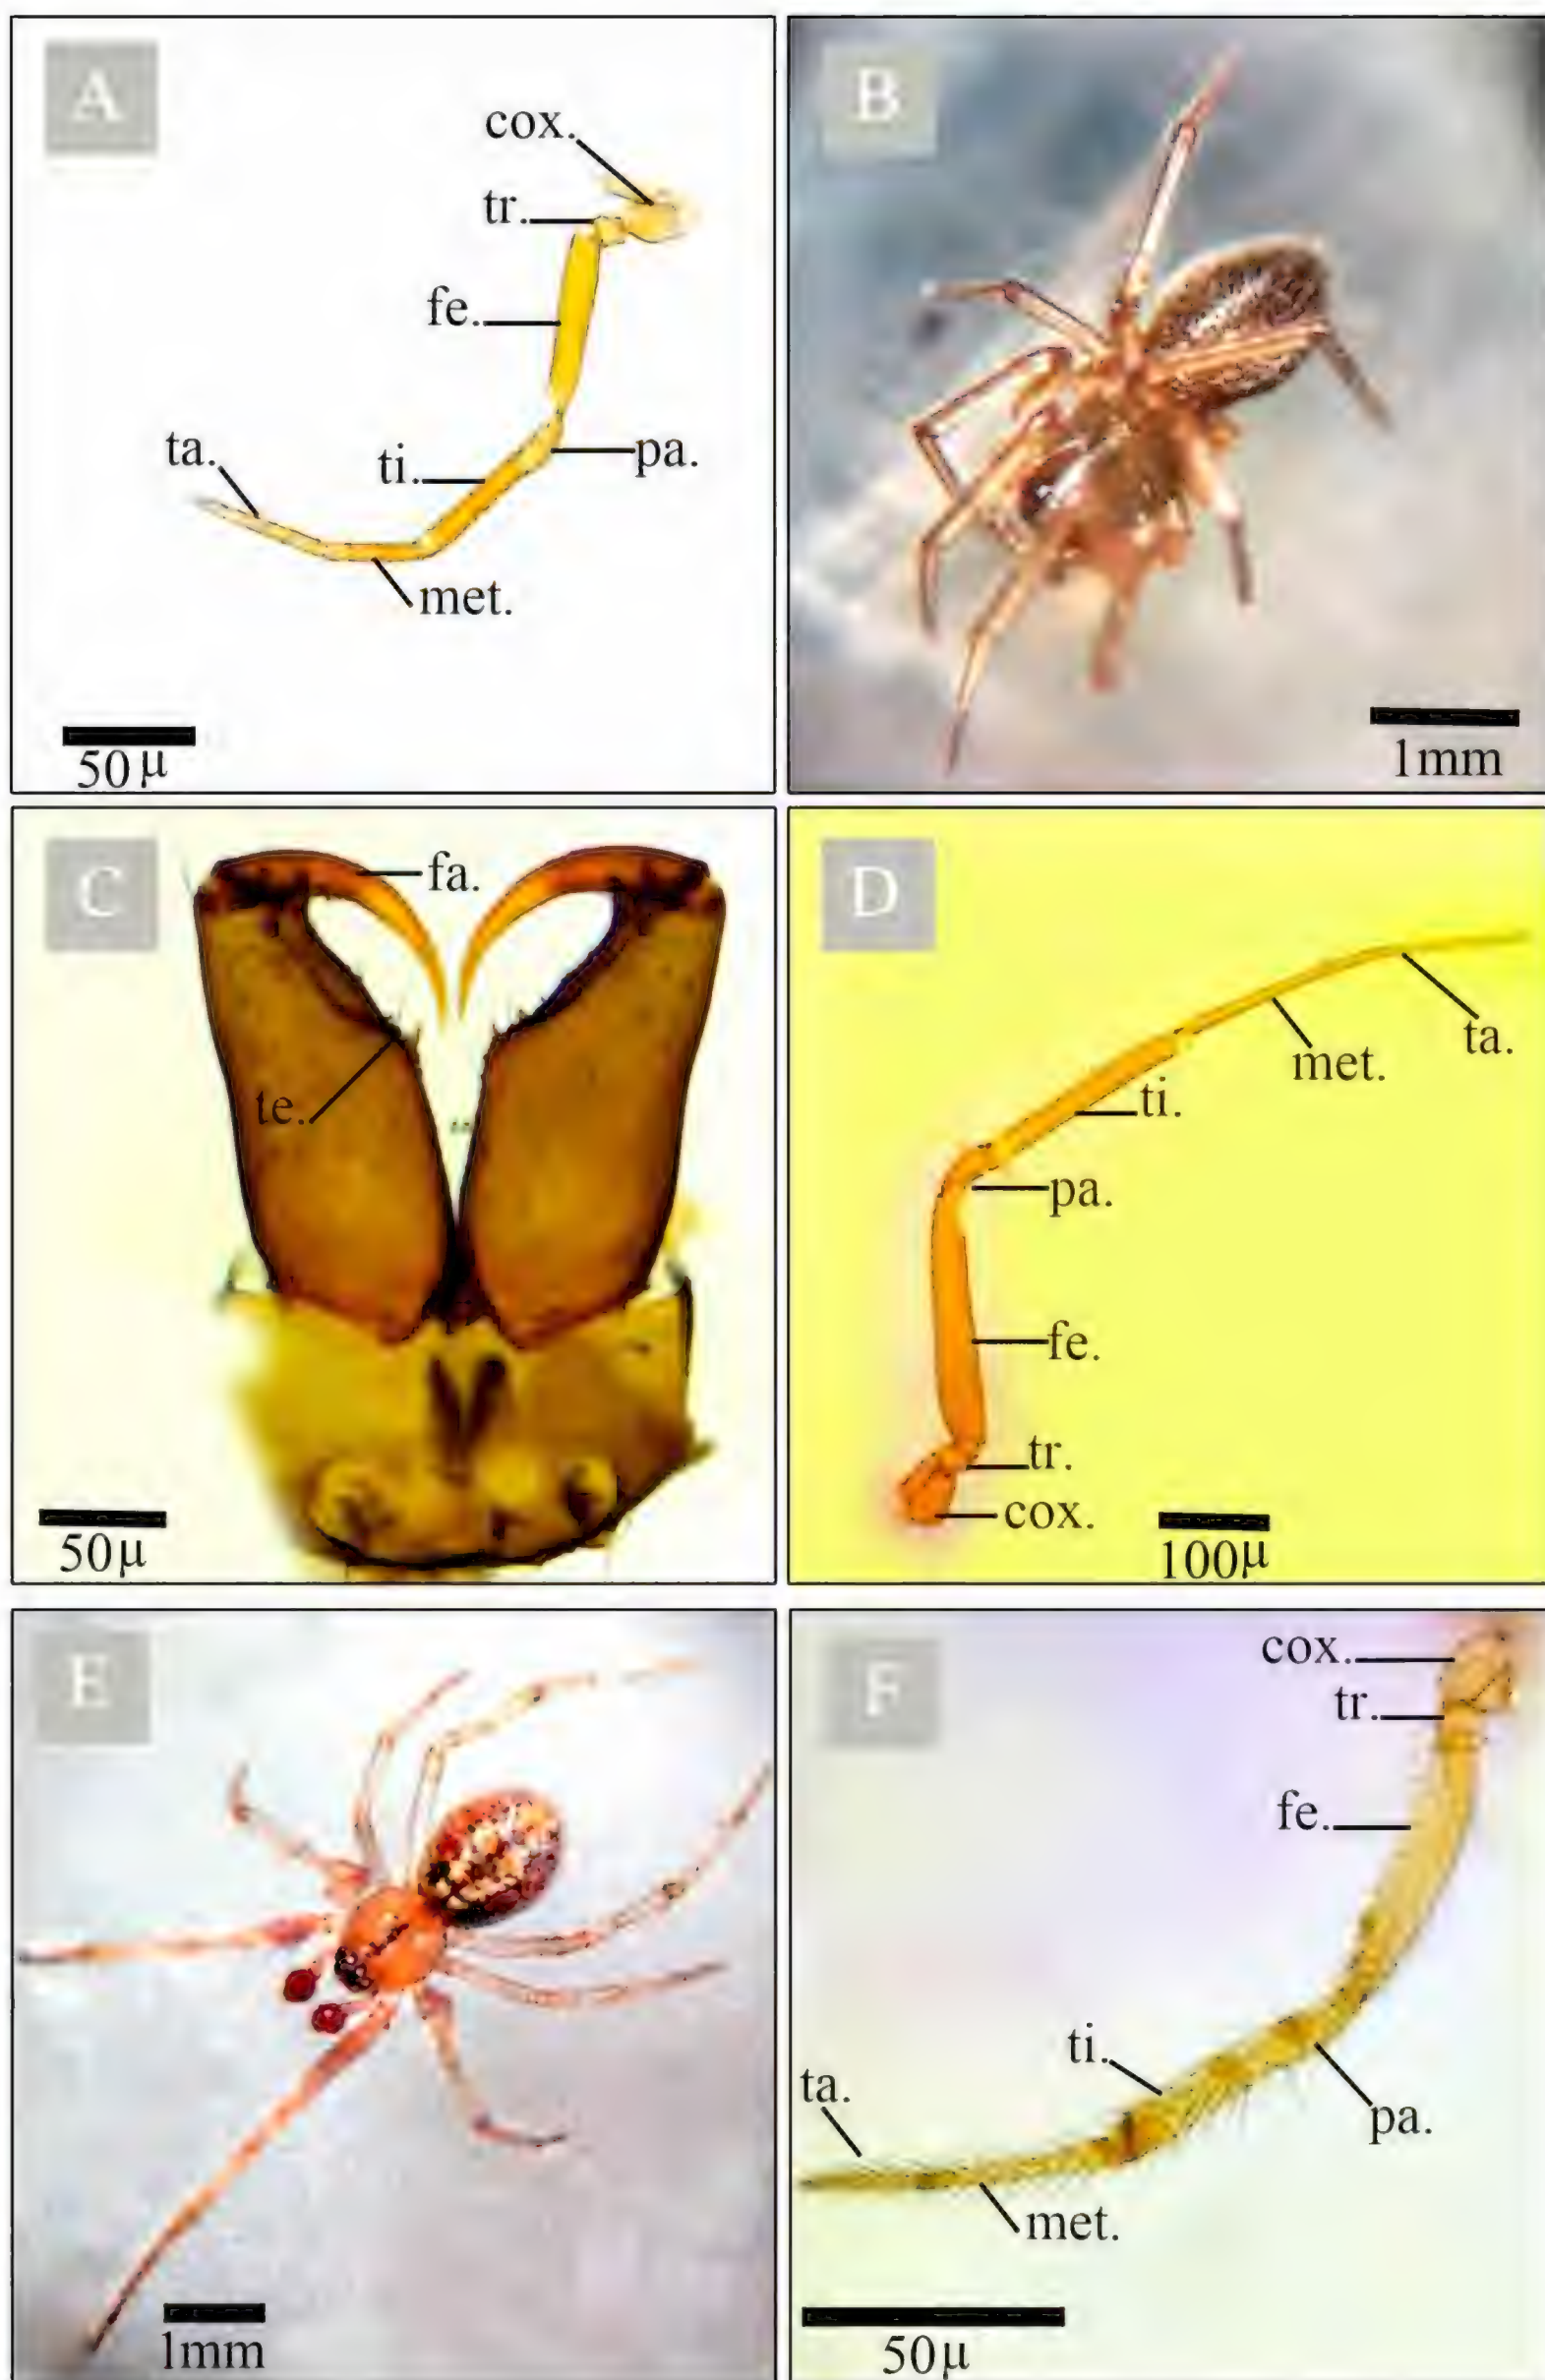 A
cox.
tr.
fe.
ta.
ti.
pa.
met.
50 μ
B
1mm
C
fa.
te.
50μ
D
ta.
met.
ti.
pa.
fe.
tr.
cox.
100μ
E
1mm
F
cox.
tr.
fe.
ti.
ta.
pa.
met.
50μ